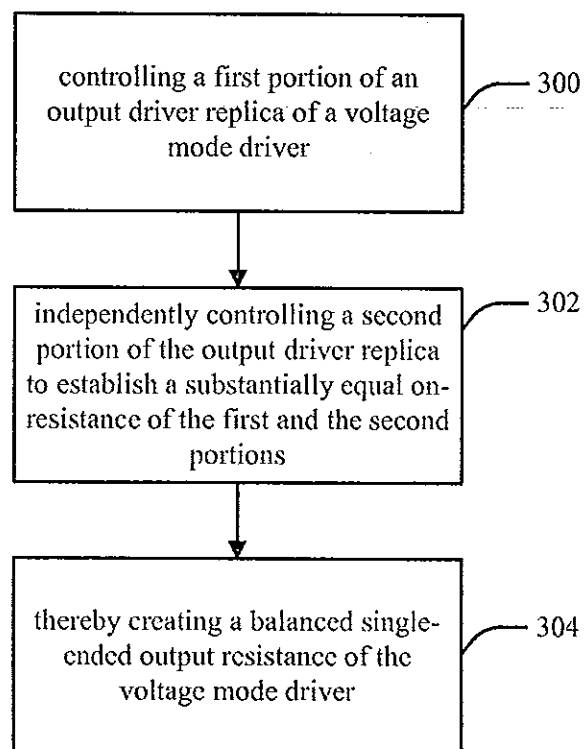 controlling a first portion of an
output driver replica of a voltage
mode driver
300
independently controlling a second
portion of the output driver replica
to establish a substantially equal on-
resistance of the first and the second
portions
302
thereby creating a balanced single-
ended output resistance of the
voltage mode driver
304